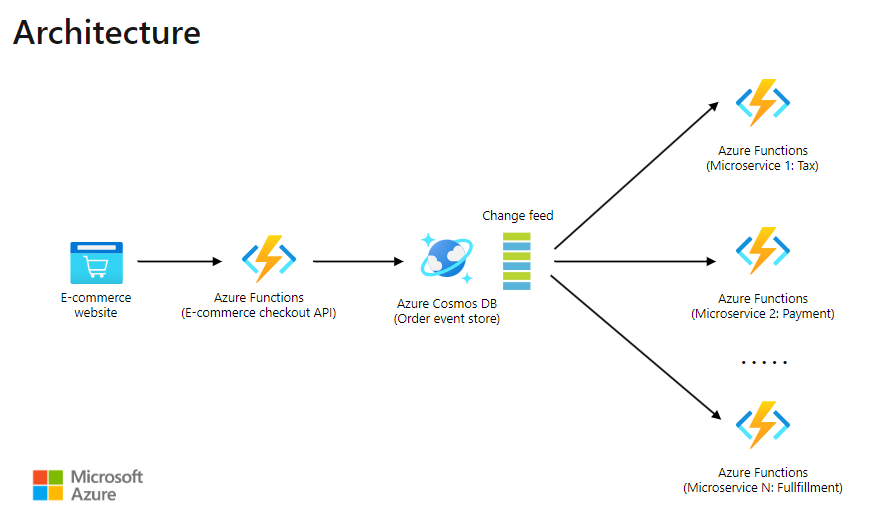 Architecture
Azure Functions
(Microservice 1: Tax)
Change feed
E-commerce
website
Azure Functions
(E-commerce checkout API)
Azure Cosmos DB
(Order event store)
Azure Functions
(Microservice 2: Payment)
.....
Azure Functions
(Microservice N: Fullfillment)
Microsoft
Azure